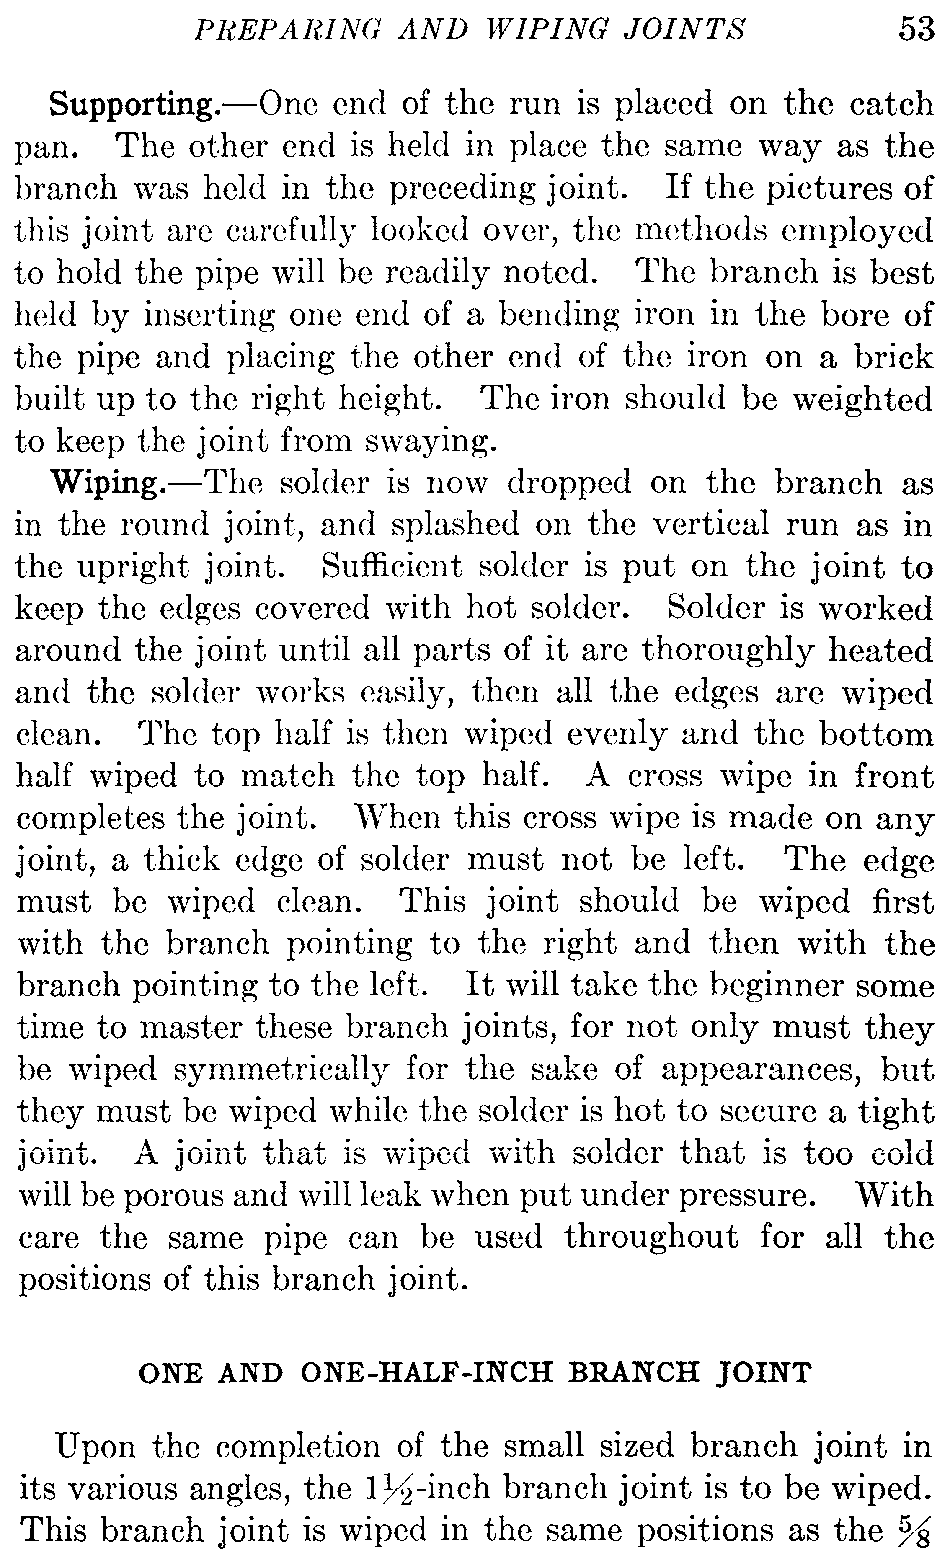 PREPARING AND WIPING JOINTS 53
Supporting.—One end of the run is placed on the catch
pan. The other end is held in place the same way as the
branch was held in the preceding joint. If the pictures of
this joint are carefully looked over, the methods employed
to hold the pipe will be readily noted. The branch is best
held by inserting one end of a bending iron in the bore of
the pipe and placing the other end of the iron on a brick
built up to the right height. The iron should be weighted
to keep the joint from swaying.
Wiping.—The solder is now dropped on the branch as
in the round joint, and splashed on the vertical run as in
the upright joint. Sufficient solder is put on the joint to
keep the edges covered with hot solder. Solder is worked
around the joint until all parts of it are thoroughly heated
and the solder works easily, then all the edges are wiped
clean. The top half is then wiped evenly and the bottom
half wiped to match the top half. A cross wipe in front
completes the joint. When this cross wipe is made on any
joint, a thick edge of solder must not be left. The edge
must be wiped clean. This joint should be wiped first
with the branch pointing to the right and then with the
branch pointing to the left. It will take the beginner some
time to master these branch joints, for not only must they
be wiped symmetrically for the sake of appearances, but
they must be wiped while the solder is hot to secure a tight
joint. A joint that is wiped with solder that is too cold
will be porous and will leak when put under pressure. With
care the same pipe can be used throughout for all the
positions of this branch joint.
ONE AND ONE-HALF-INCH BRANCH JOINT
Upon the completion of the small sized branch joint in
its various angles, the 1½-inch branch joint is to be wiped.
This branch joint is wiped in the same positions as the ⅝